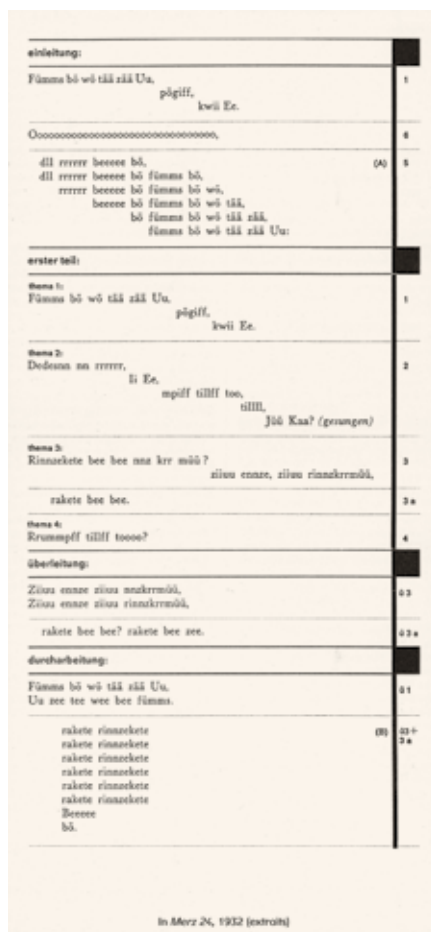 einleitung:
Fümms bö wö tää zää Uu, 1
pögiff,
kwii Ee.
Oooooooooooooooooooooooooooooo, 6
dll rrrrrr beeeee bö, (A) 5
dll rrrrrr beeeee bö fümms bö,
rrrrrr beeeee bö fümms bö wö,
beeeee bö fümms bö wö tää,
bö fümms bö wö tää zää,
fümms bö wö tää zää Uu:
erster teil:
thema 1:
Fümms bö wö tää zää Uu, 1
pögiff,
kwii Ee.
thema 2:
Dedesnn nn rrrrrr, 2
Ii Ee,
mpiff tillff too,
tillll,
Jüü Kaa? (gesungen)
thema 3:
Rinnzekete bee bee nnz krr müü? 3
ziiuu ennze, ziiuu rinnzkrrmüü,
rakete bee bee. 3 a
thema 4:
Rrummpff tillff toooo? 4
überleitung:
Ziiuu ennze ziiuu nnzkrrmüü, ü 3
Ziiuu ennze ziiuu rinnzkrrmüü,
rakete bee bee? rakete bee zee. ü 3 a
durcharbeitung:
Fümms bö wö tää zää Uu, ü 1
Uu zee tee wee bee fümms.
rakete rinnzekete (B) ü3+
rakete rinnzekete 3 a
rakete rinnzekete
rakete rinnzekete
rakete rinnzekete
rakete rinnzekete
Beeeee
bö.
In Merz 24, 1932 (extraits)